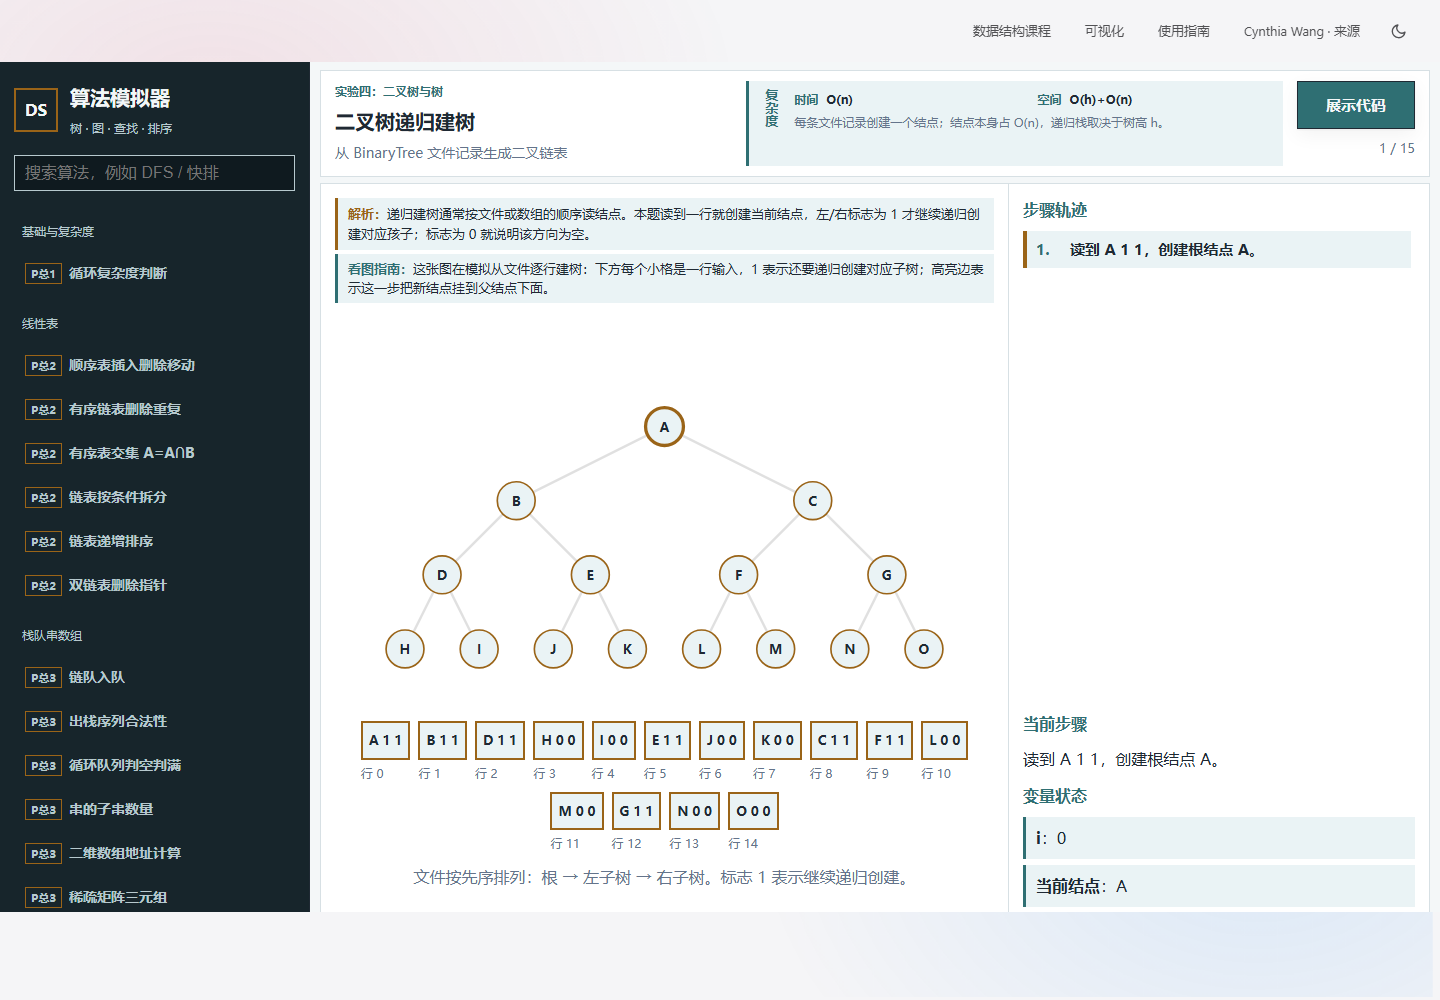 数据结构课程
可视化
使用指南
Cynthia Wang · 来源
DS
算法模拟器
树 · 图 · 查找 · 排序
搜索算法，例如 DFS / 快排
基础与复杂度
P总1 循环复杂度判断
线性表
P总2 顺序表插入删除移动
P总2 有序链表删除重复
P总2 有序表交集 A=A∩B
P总2 链表按条件拆分
P总2 链表递增排序
P总2 双链表删除指针
栈队串数组
P总3 链队入队
P总3 出栈序列合法性
P总3 循环队列判空判满
P总3 串的子串数量
P总3 二维数组地址计算
P总3 稀疏矩阵三元组
实验四：二叉树与树
二叉树递归建树
从 BinaryTree 文件记录生成二叉链表
复杂度
时间 O(n)
空间 O(h)+O(n)
每条文件记录创建一个结点；结点本身占 O(n)，递归栈取决于树高 h。
展示代码
1 / 15
解析：递归建树通常按文件或数组的顺序读结点。本题读到一行就创建当前结点，左/右标志为 1 才继续递归创
建对应孩子；标志为 0 就说明该方向为空。
看图指南：这张图在模拟从文件逐行建树：下方每个小格是一行输入，1 表示还要递归创建对应子树；高亮边表
示这一步把新结点挂到父结点下面。
A
B C
D E F G
H I J K L M N O
A 1 1 B 1 1 D 1 1 H 0 0 I 0 0 E 1 1 J 0 0 K 0 0 C 1 1 F 1 1 L 0 0
行 0 行 1 行 2 行 3 行 4 行 5 行 6 行 7 行 8 行 9 行 10
M 0 0 G 1 1 N 0 0 O 0 0
行 11 行 12 行 13 行 14
文件按先序排列：根 → 左子树 → 右子树。标志 1 表示继续递归创建。
步骤轨迹
1. 读到 A 1 1，创建根结点 A。
当前步骤
读到 A 1 1，创建根结点 A。
变量状态
i：0
当前结点：A